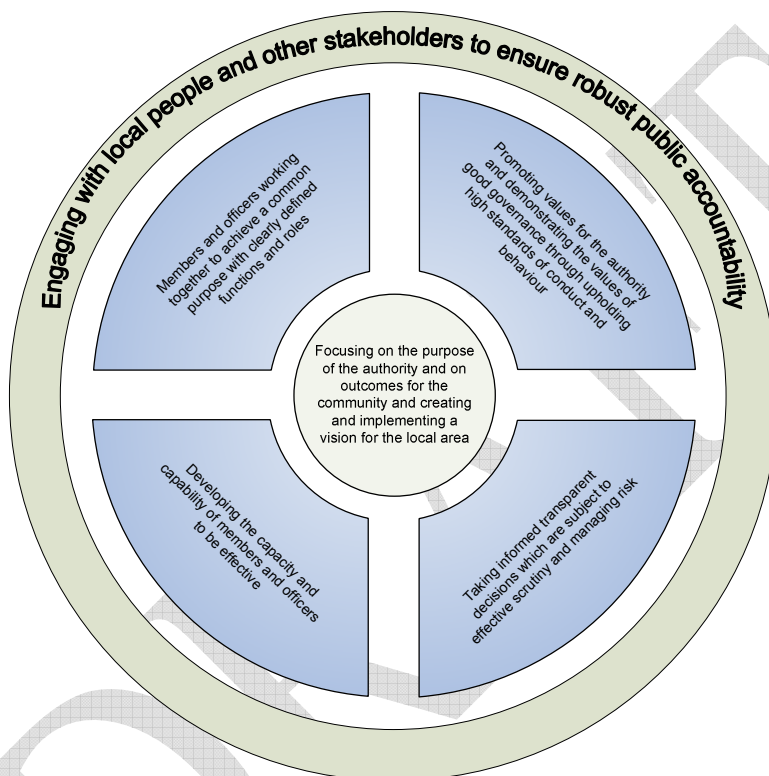 Engaging with local people and other stakeholders to ensure robust public accountability
Members and officers working
together to achieve a common
purpose with clearly defined
functions and roles
Promoting values for the authority
and demonstrating the values of
good governance through upholding
high standards of conduct and
behaviour
Focusing on the purpose
of the authority and on
outcomes for the
community and creating
and implementing a
vision for the local area
Developing the capacity and
capability of members and officers
to be effective
Taking informed transparent
decisions which are subject to
effective scrutiny and managing risk